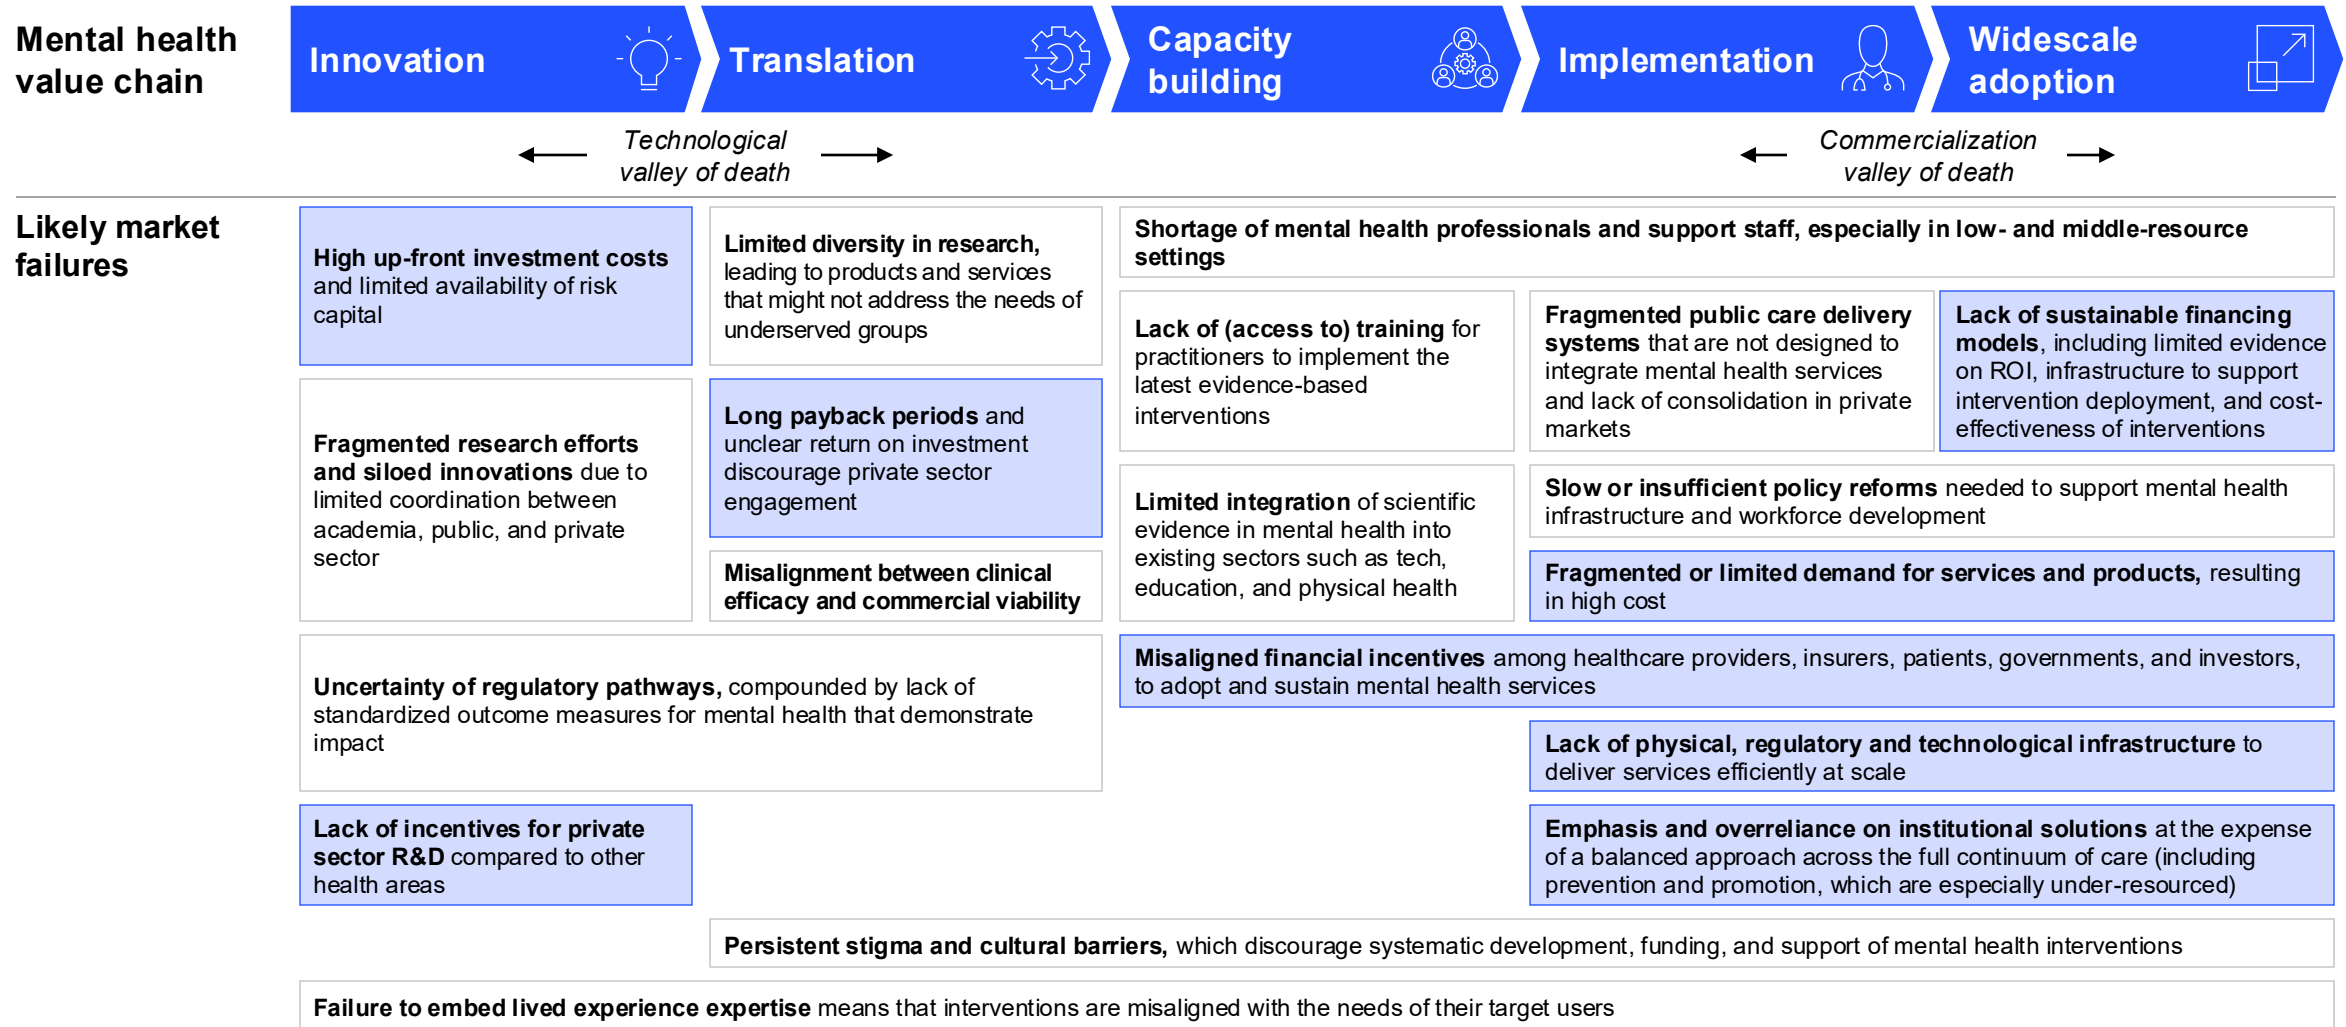 Mental health
value chain
Innovation
Translation
Capacity
building
Implementation
Widescale
adoption
Technological
valley of death
Commercialization
valley of death
Likely market
failures
High up-front investment costs
and limited availability of risk
capital
Fragmented research efforts
and siloed innovations due to
limited coordination between
academia, public, and private
sector
Limited diversity in research,
leading to products and services
that might not address the needs of
underserved groups
Long payback periods and
unclear return on investment
discourage private sector
engagement
Misalignment between clinical
efficacy and commercial viability
Uncertainty of regulatory pathways, compounded by lack of
standardized outcome measures for mental health that demonstrate
impact
Lack of incentives for private
sector R&D compared to other
health areas
Shortage of mental health professionals and support staff, especially in low- and middle-resource
settings
Lack of (access to) training for
practitioners to implement the
latest evidence-based
interventions
Limited integration of scientific
evidence in mental health into
existing sectors such as tech,
education, and physical health
Fragmented public care delivery
systems that are not designed to
integrate mental health services
and lack of consolidation in private
markets
Lack of sustainable financing
models, including limited evidence
on ROI, infrastructure to support
intervention deployment, and cost-
effectiveness of interventions
Slow or insufficient policy reforms needed to support mental health
infrastructure and workforce development
Fragmented or limited demand for services and products, resulting
in high cost
Misaligned financial incentives among healthcare providers, insurers, patients, governments, and investors,
to adopt and sustain mental health services
Lack of physical, regulatory and technological infrastructure to
deliver services efficiently at scale
Emphasis and overreliance on institutional solutions at the expense
of a balanced approach across the full continuum of care (including
prevention and promotion, which are especially under-resourced)
Persistent stigma and cultural barriers, which discourage systematic development, funding, and support of mental health interventions
Failure to embed lived experience expertise means that interventions are misaligned with the needs of their target users